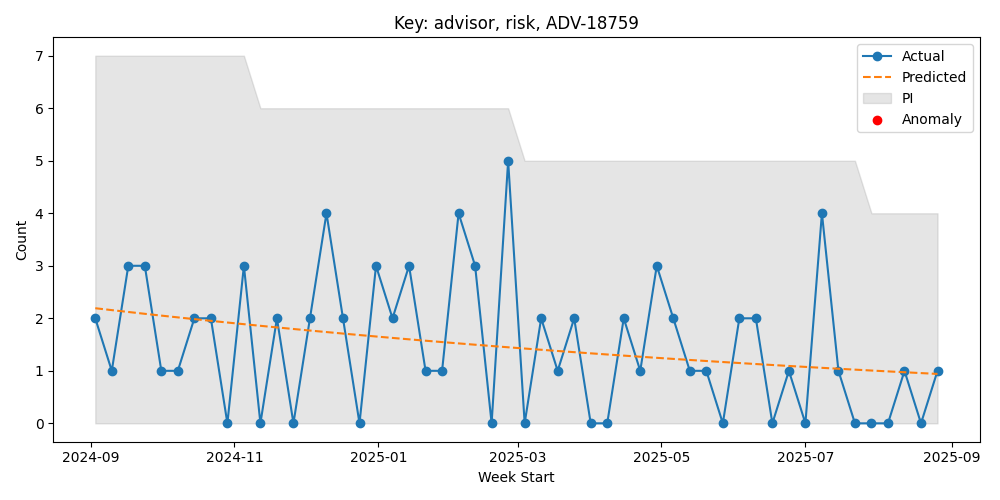 Key: advisor, risk, ADV-18759
Actual
Predicted
PI
Anomaly
7
6
5
4
3
2
1
0
Count
2024-09
2024-11
2025-01
2025-03
2025-05
2025-07
2025-09
Week Start